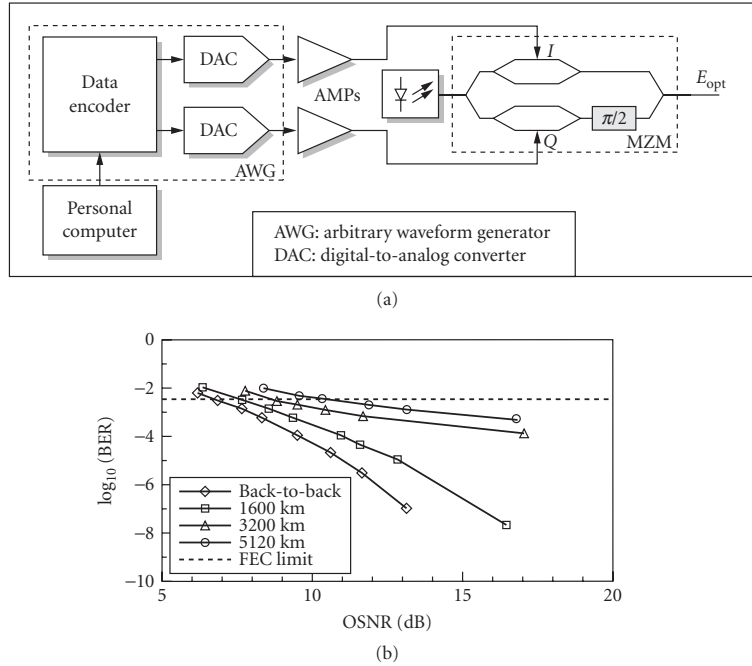 Data
encoder
DAC
DAC
AWG
AMPs
I
Q
π/2
MZM
E_opt
Personal
computer
AWG: arbitrary waveform generator
DAC: digital-to-analog converter
(a)
0
−2
−4
−6
−8
−10
log10 (BER)
Back-to-back
1600 km
3200 km
5120 km
FEC limit
5
10
15
20
OSNR (dB)
(b)